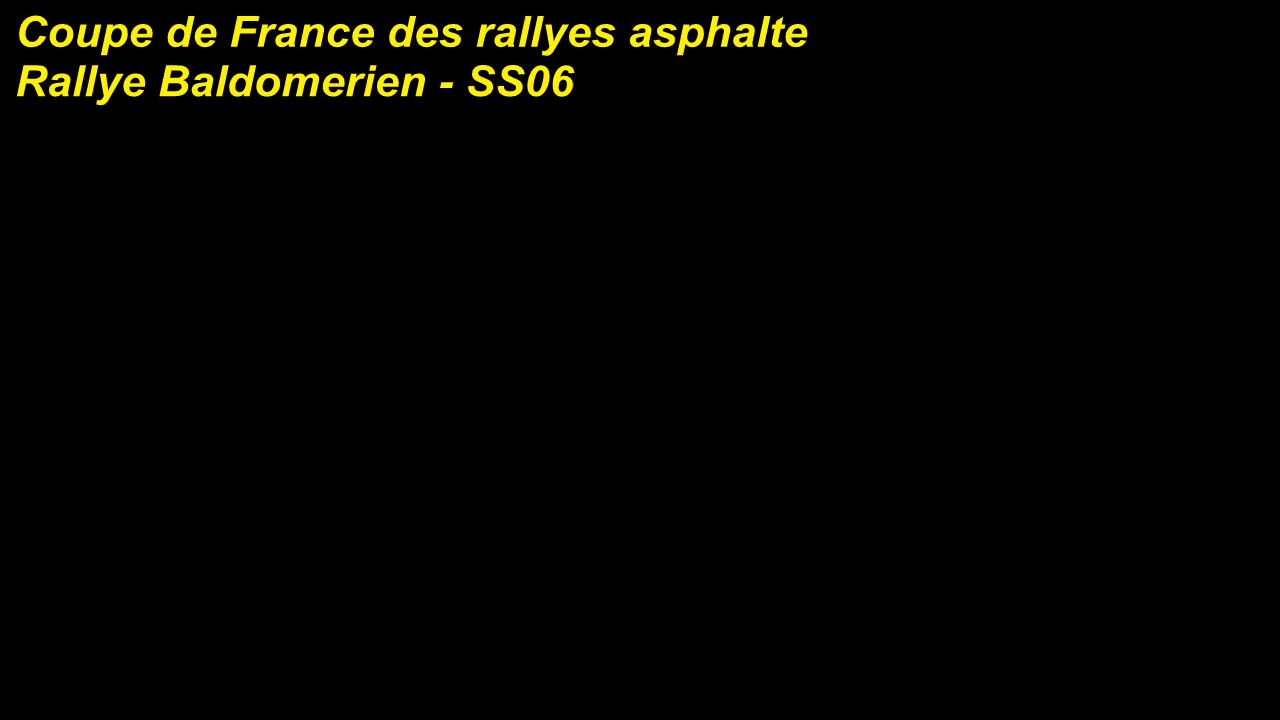 Coupe de France des rallyes asphalte
Rallye Baldomerien - SS06